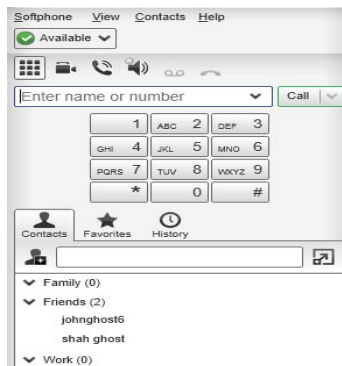 Softphone View Contacts Help
Available
Enter name or number Call
1 ABC 2 DEF 3
GHI 4 JKL 5 MNO 6
PQRS 7 TUV 8 WXYZ 9
* 0 #
Contacts Favorites History
Family (0)
Friends (2)
johnghost6
shah ghost
Work (0)